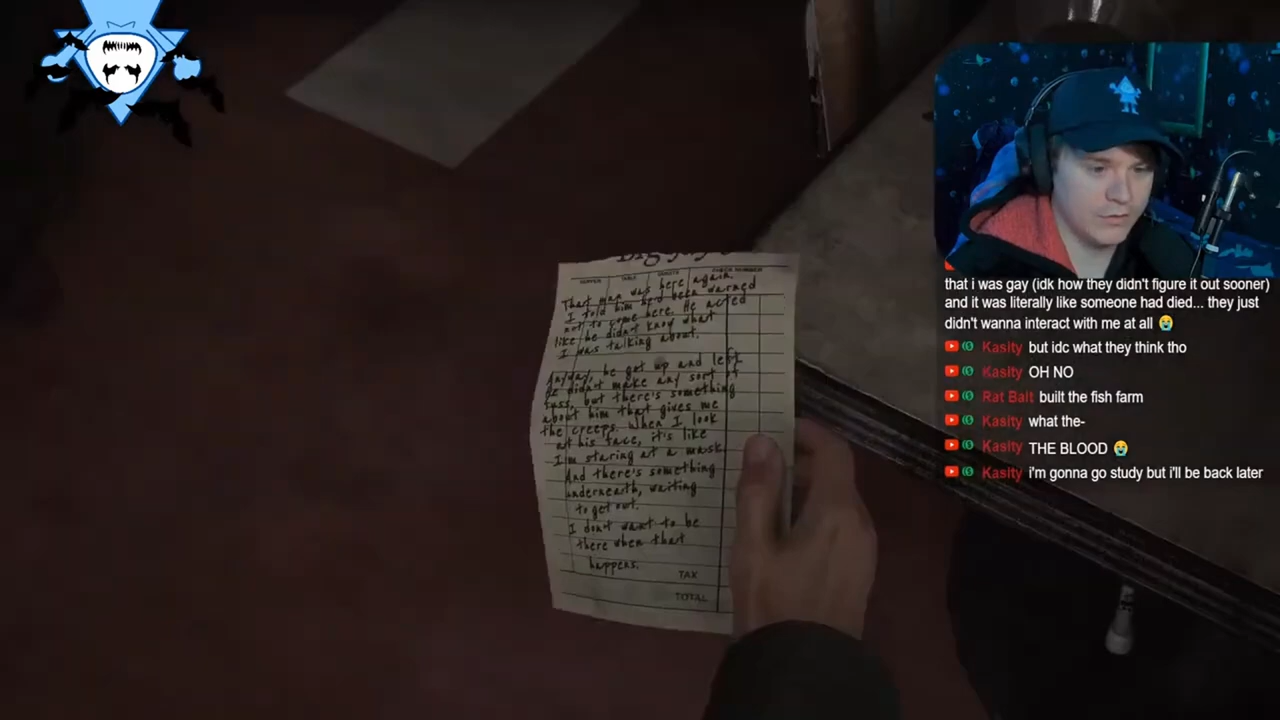 SERVER TABLE GUESTS CHECK NUMBER
That man was here again.
I told him he'd been warned
not to come here. He acted
like he didn't know what
I was talking about.
Anyway, he got up and left
He didn't make any sort of
fuss, but there's something
about him that gives me
the creeps. When I look
at his face, it's like
I'm staring at a mask
And there's something
underneath, waiting
to get out.
I don't want to be
there when that
happens.
TAX
TOTAL
that i was gay (idk how they didn't figure it out sooner)
and it was literally like someone had died... they just
didn't wanna interact with me at all 😭
Kasity but idc what they think tho
Kasity OH NO
Rat Bait built the fish farm
Kasity what the-
Kasity THE BLOOD 😭
Kasity i'm gonna go study but i'll be back later